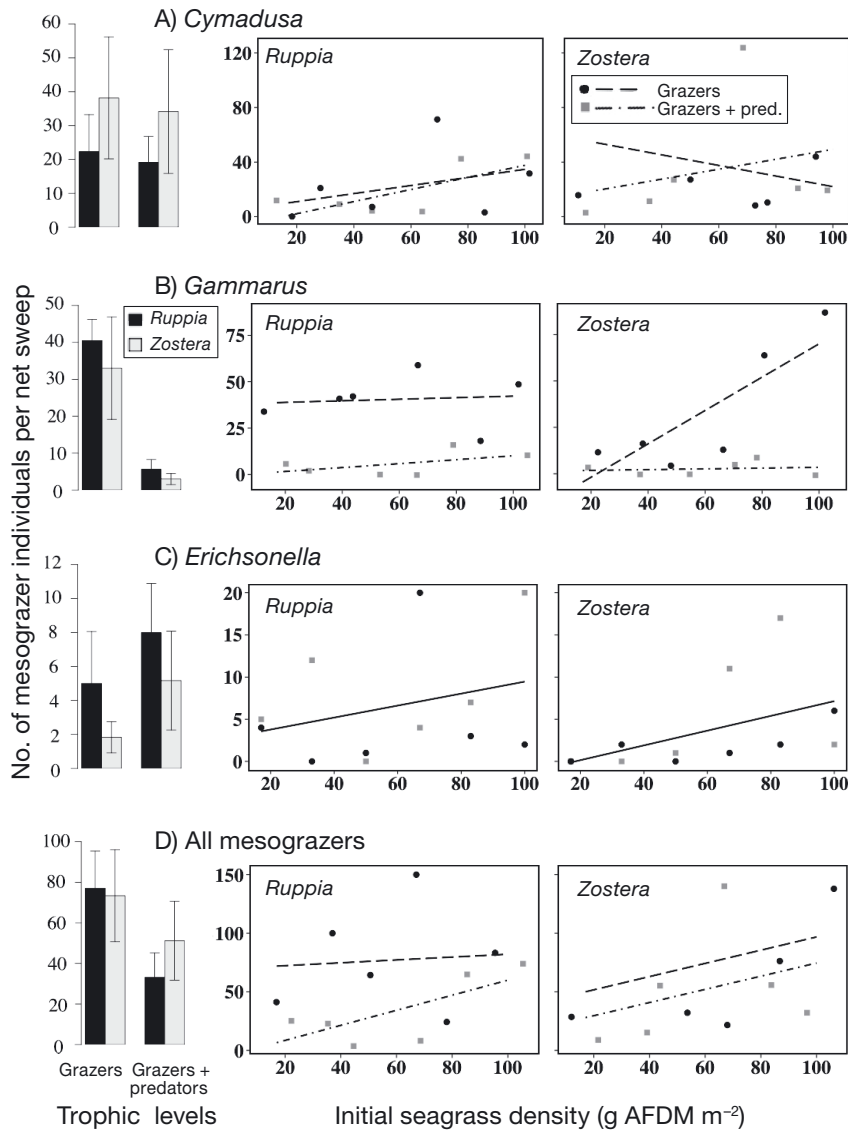 No. of mesograzer individuals per net sweep
A) Cymadusa
60
50
40
30
20
10
0
Ruppia
120
80
40
0
20 40 60 80 100
Zostera
Grazers
Grazers + pred.
20 40 60 80 100
B) Gammarus
50
40
30
20
10
0
Ruppia
Zostera
Ruppia
75
50
25
0
20 40 60 80 100
Zostera
20 40 60 80 100
C) Erichsonella
12
10
8
6
4
2
0
Ruppia
20
15
10
5
0
20 40 60 80 100
Zostera
20 40 60 80 100
D) All mesograzers
100
80
60
40
20
0
Grazers
Grazers +
predators
Ruppia
150
100
50
0
20 40 60 80 100
Zostera
20 40 60 80 100
Trophic levels
Initial seagrass density (g AFDM m⁻²)